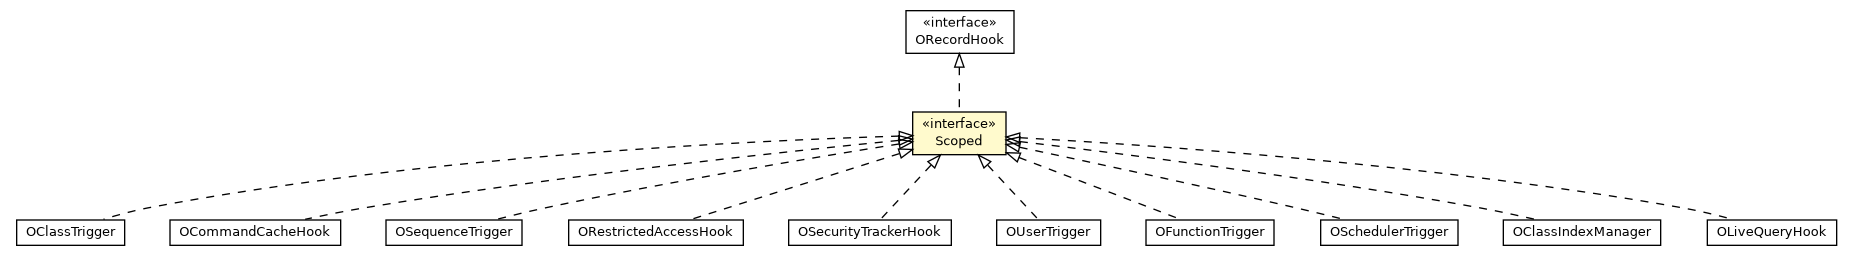 «interface»
ORecordHook
«interface»
Scoped
OClassTrigger
OCommandCacheHook
OSequenceTrigger
ORestrictedAccessHook
OSecurityTrackerHook
OUserTrigger
OFunctionTrigger
OSchedulerTrigger
OClassIndexManager
OLiveQueryHook